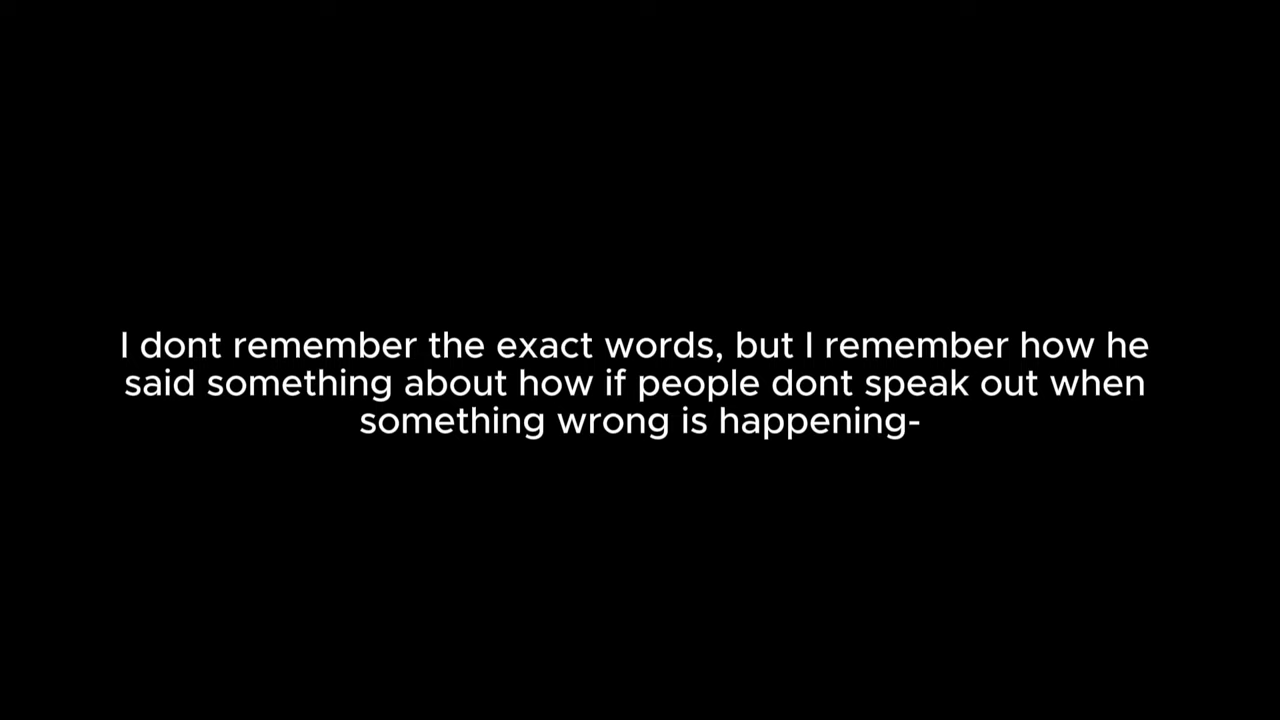 I dont remember the exact words, but I remember how he
said something about how if people dont speak out when
something wrong is happening-